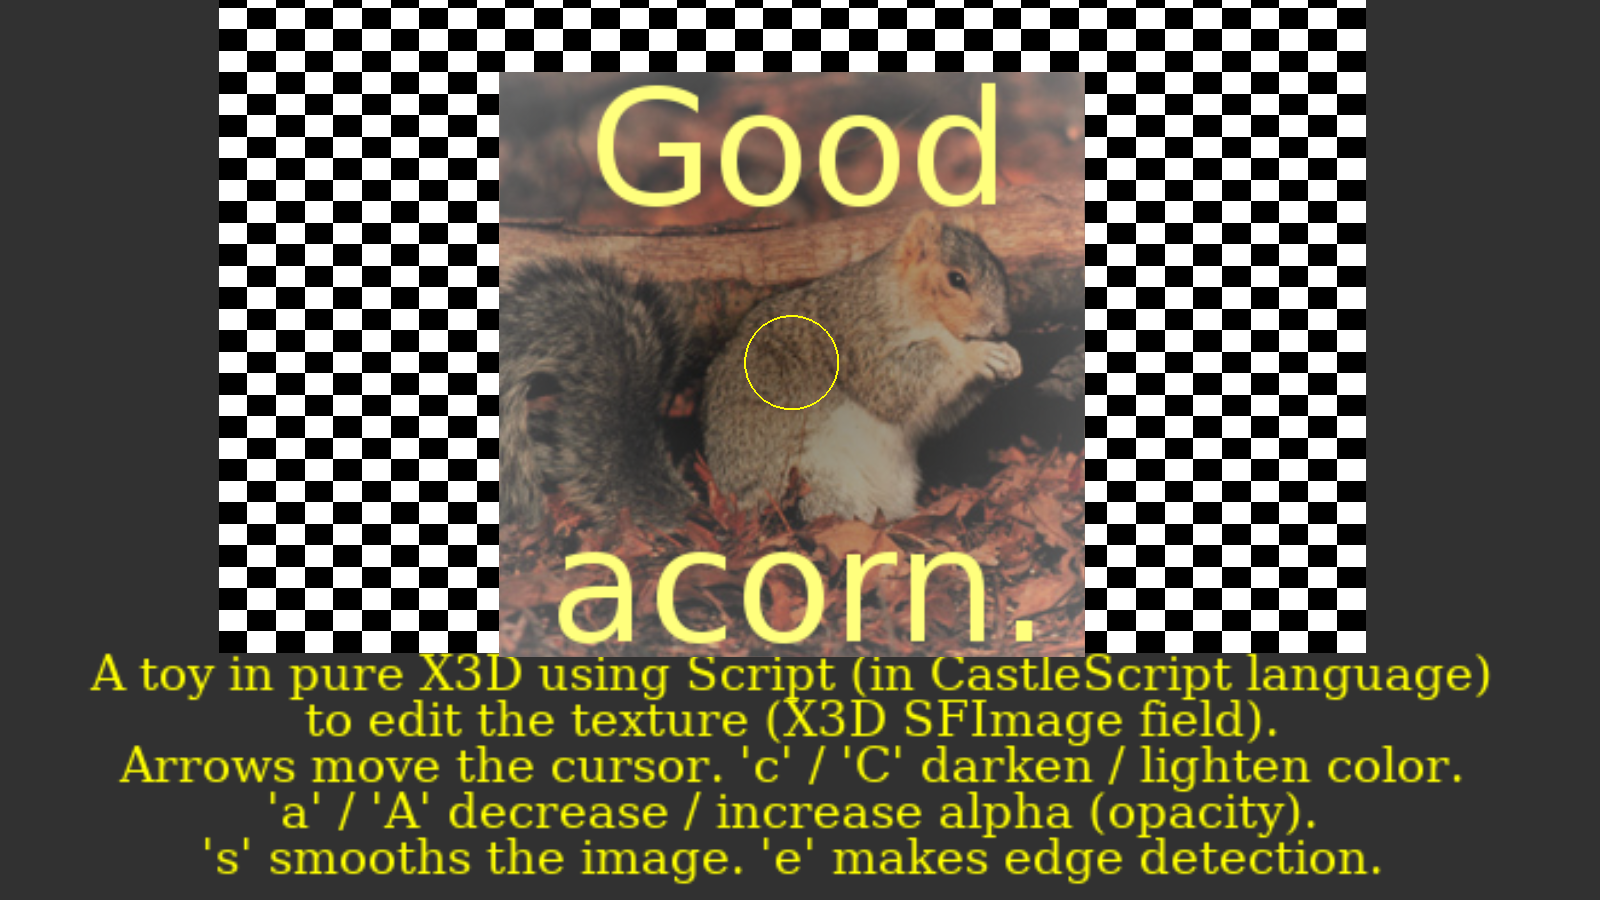 Good
acorn.
A toy in pure X3D using Script (in CastleScript language)
to edit the texture (X3D SFImage field).
Arrows move the cursor. 'c' / 'C' darken / lighten color.
'a' / 'A' decrease / increase alpha (opacity).
's' smooths the image. 'e' makes edge detection.